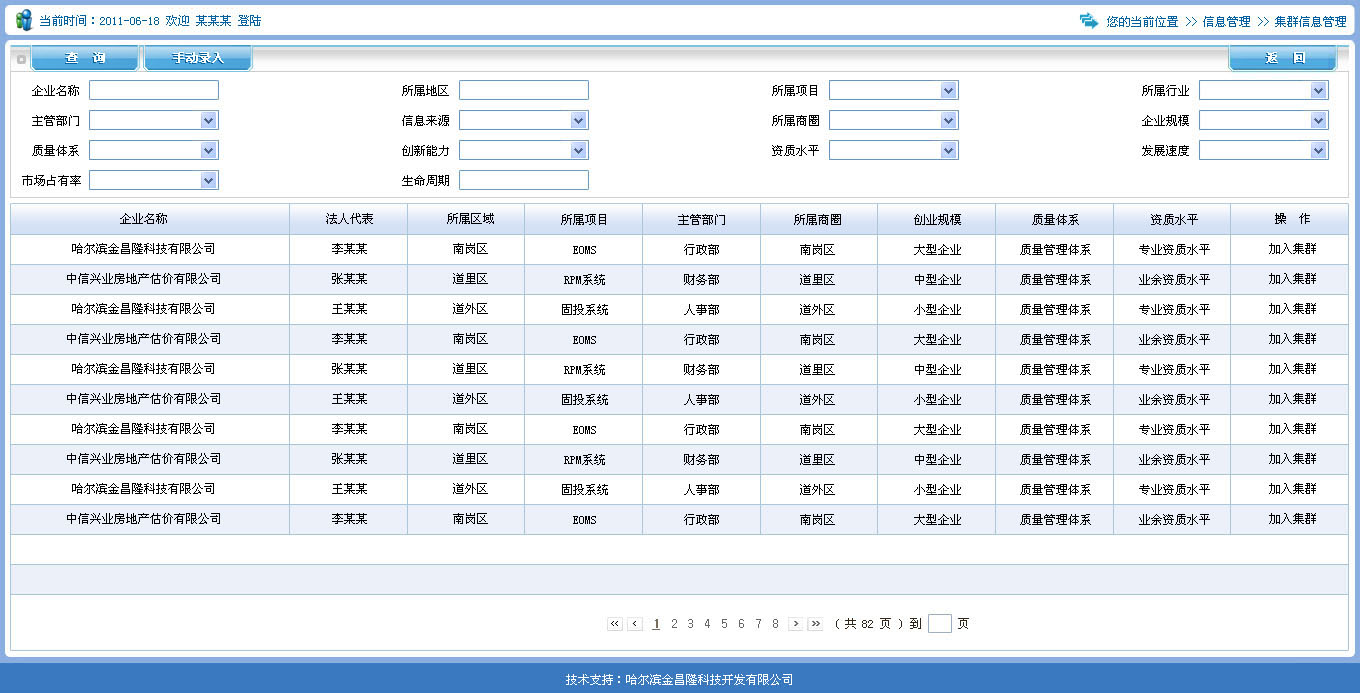 当前时间：2011-06-18 欢迎 某某某 登陆 您的当前位置 >> 信息管理 >> 集群信息管理
查 询 手动录入 返 回
企业名称 所属地区 所属项目 所属行业
主管部门 信息来源 所属商圈 企业规模
质量体系 创新能力 资质水平 发展速度
市场占有率 生命周期
企业名称 法人代表 所属区域 所属项目 主管部门 所属商圈 创业规模 质量体系 资质水平 操 作
哈尔滨金昌隆科技有限公司 李某某 南岗区 EOMS 行政部 南岗区 大型企业 质量管理体系 专业资质水平 加入集群
中信兴业房地产估价有限公司 张某某 道里区 RPM系统 财务部 道里区 中型企业 质量管理体系 业余资质水平 加入集群
哈尔滨金昌隆科技有限公司 王某某 道外区 固投系统 人事部 道外区 小型企业 质量管理体系 专业资质水平 加入集群
中信兴业房地产估价有限公司 李某某 南岗区 EOMS 行政部 南岗区 大型企业 质量管理体系 业余资质水平 加入集群
哈尔滨金昌隆科技有限公司 张某某 道里区 RPM系统 财务部 道里区 中型企业 质量管理体系 专业资质水平 加入集群
中信兴业房地产估价有限公司 王某某 道外区 固投系统 人事部 道外区 小型企业 质量管理体系 业余资质水平 加入集群
哈尔滨金昌隆科技有限公司 李某某 南岗区 EOMS 行政部 南岗区 大型企业 质量管理体系 专业资质水平 加入集群
中信兴业房地产估价有限公司 张某某 道里区 RPM系统 财务部 道里区 中型企业 质量管理体系 业余资质水平 加入集群
哈尔滨金昌隆科技有限公司 王某某 道外区 固投系统 人事部 道外区 小型企业 质量管理体系 专业资质水平 加入集群
中信兴业房地产估价有限公司 李某某 南岗区 EOMS 行政部 南岗区 大型企业 质量管理体系 业余资质水平 加入集群
« ‹ 1 2 3 4 5 6 7 8 › » （ 共 82 页 ）到 页
技术支持：哈尔滨金昌隆科技开发有限公司